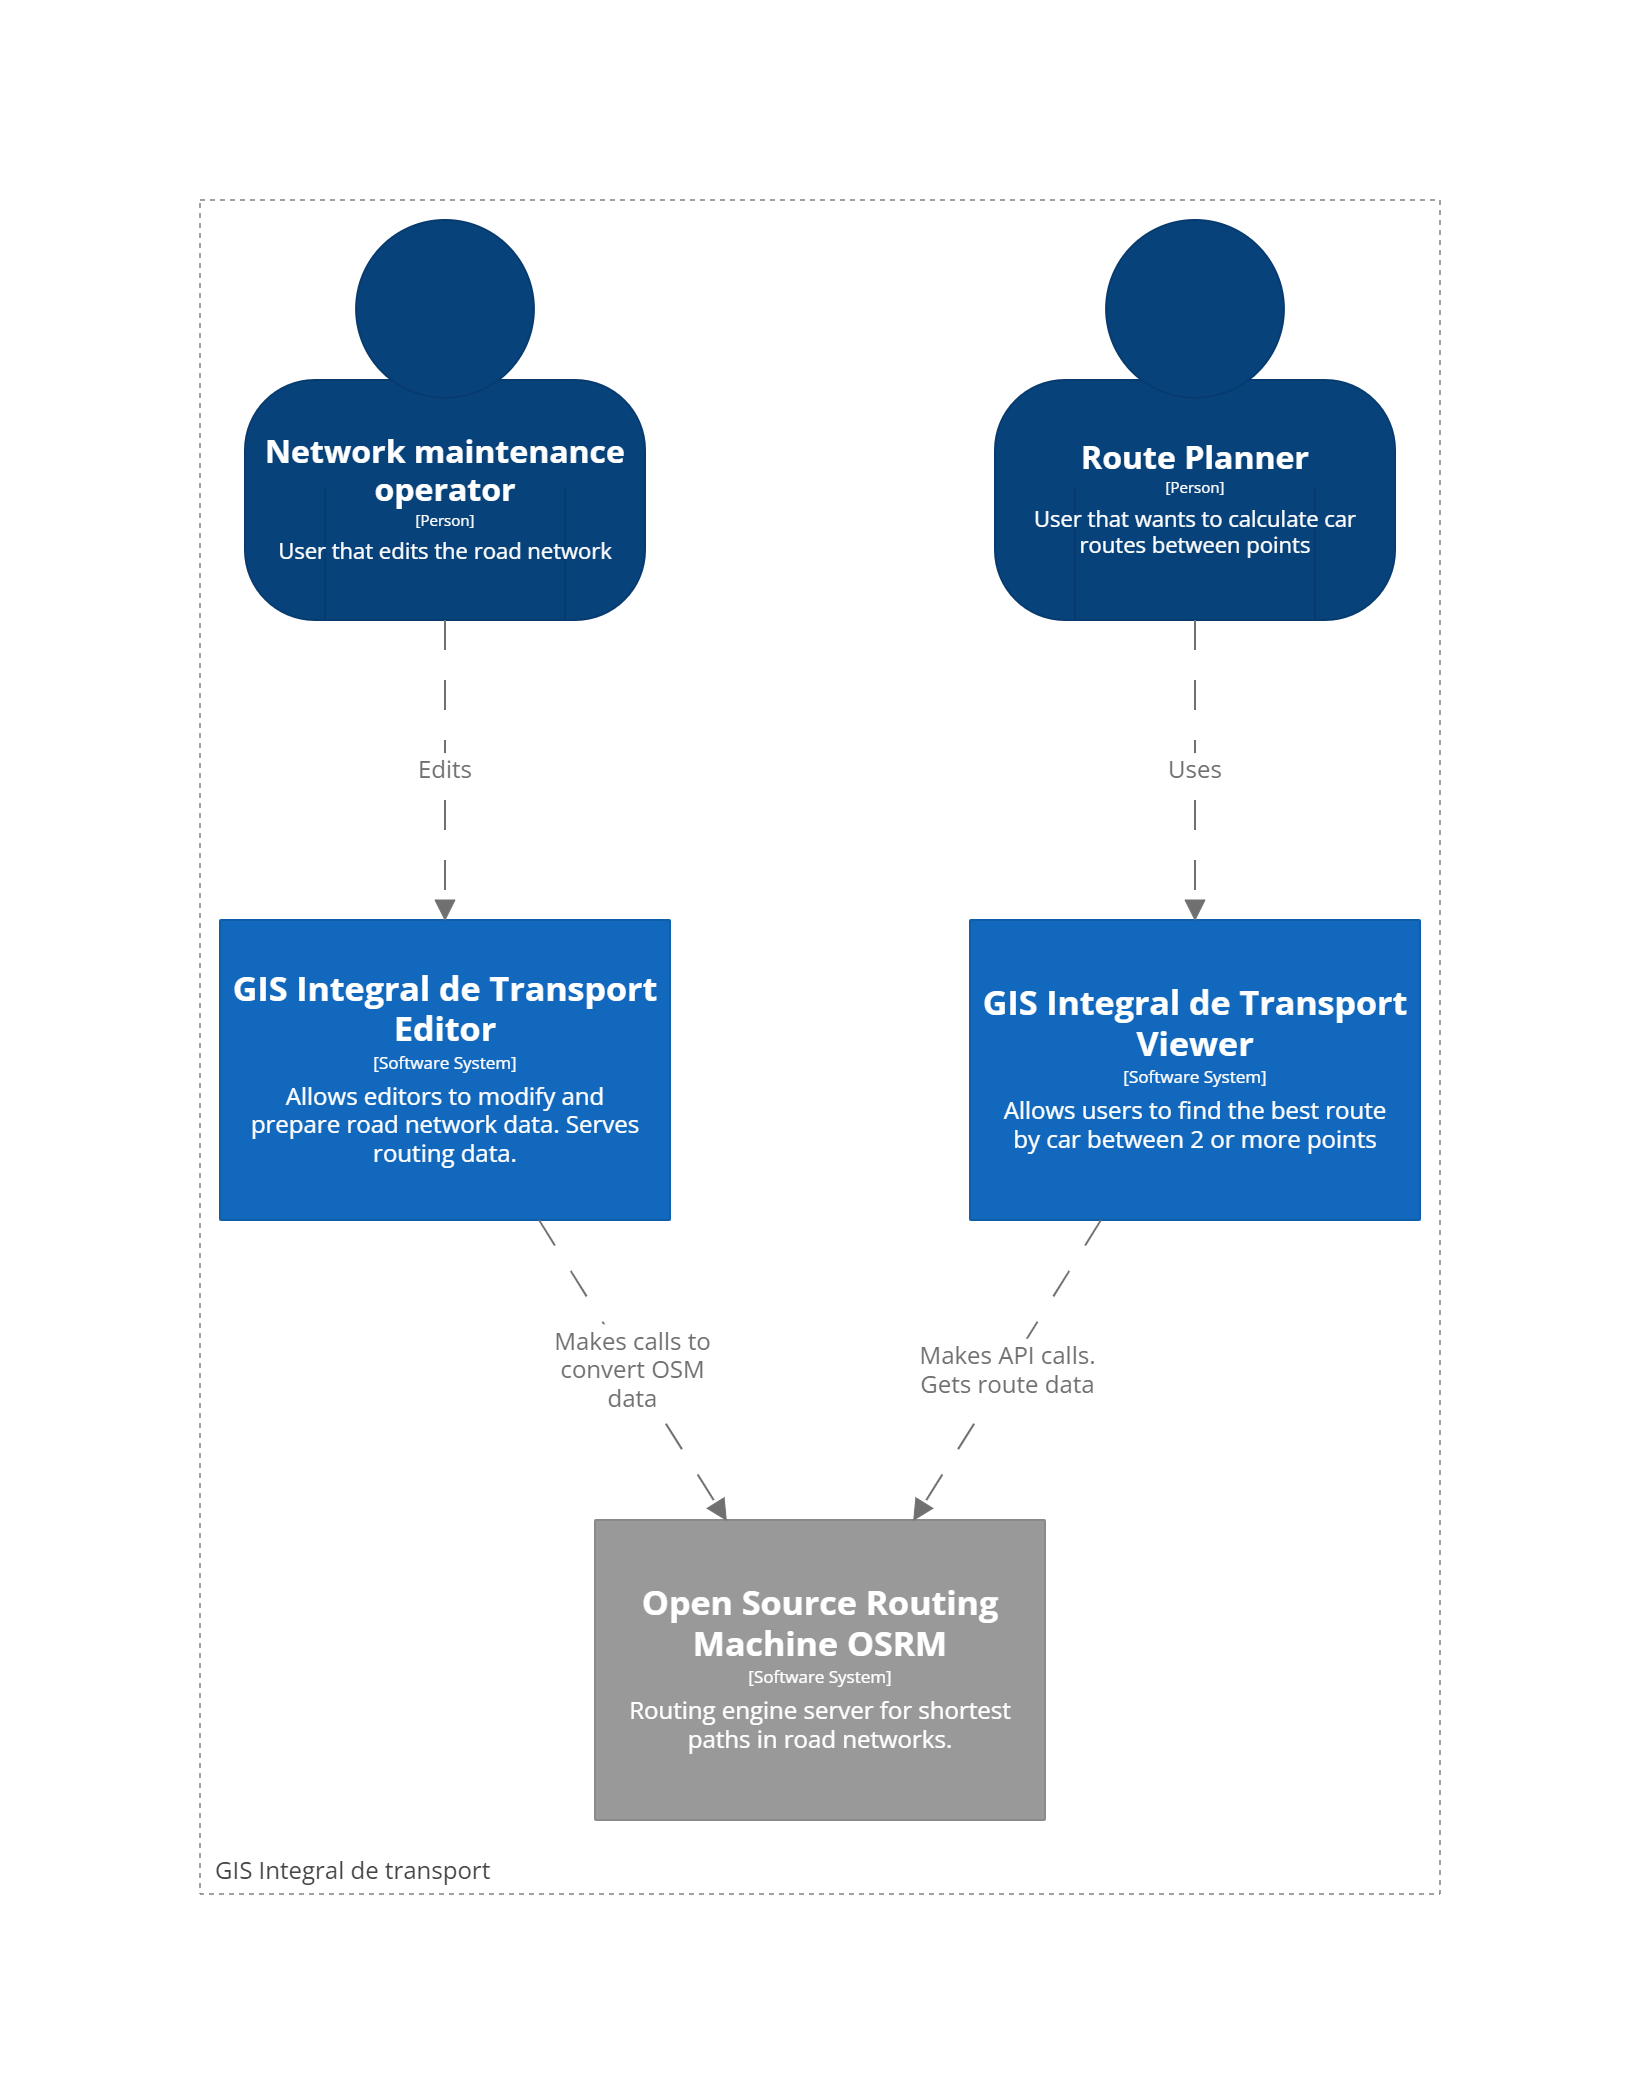 Network maintenance
operator
[Person]
User that edits the road network
Route Planner
[Person]
User that wants to calculate car
routes between points
Edits
Uses
GIS Integral de Transport
Editor
[Software System]
Allows editors to modify and
prepare road network data. Serves
routing data.
GIS Integral de Transport
Viewer
[Software System]
Allows users to find the best route
by car between 2 or more points
Makes calls to
convert OSM
data
Makes API calls.
Gets route data
Open Source Routing
Machine OSRM
[Software System]
Routing engine server for shortest
paths in road networks.
GIS Integral de transport